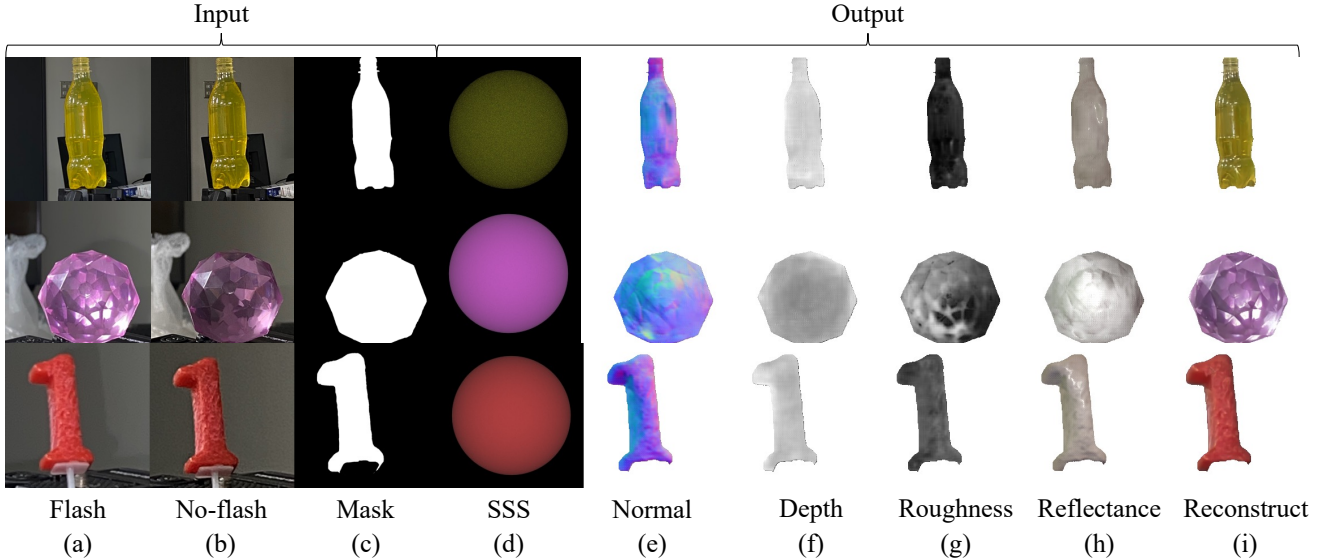 Input Output
Flash No-flash Mask SSS Normal Depth Roughness Reflectance Reconstruct
(a) (b) (c) (d) (e) (f) (g) (h) (i)